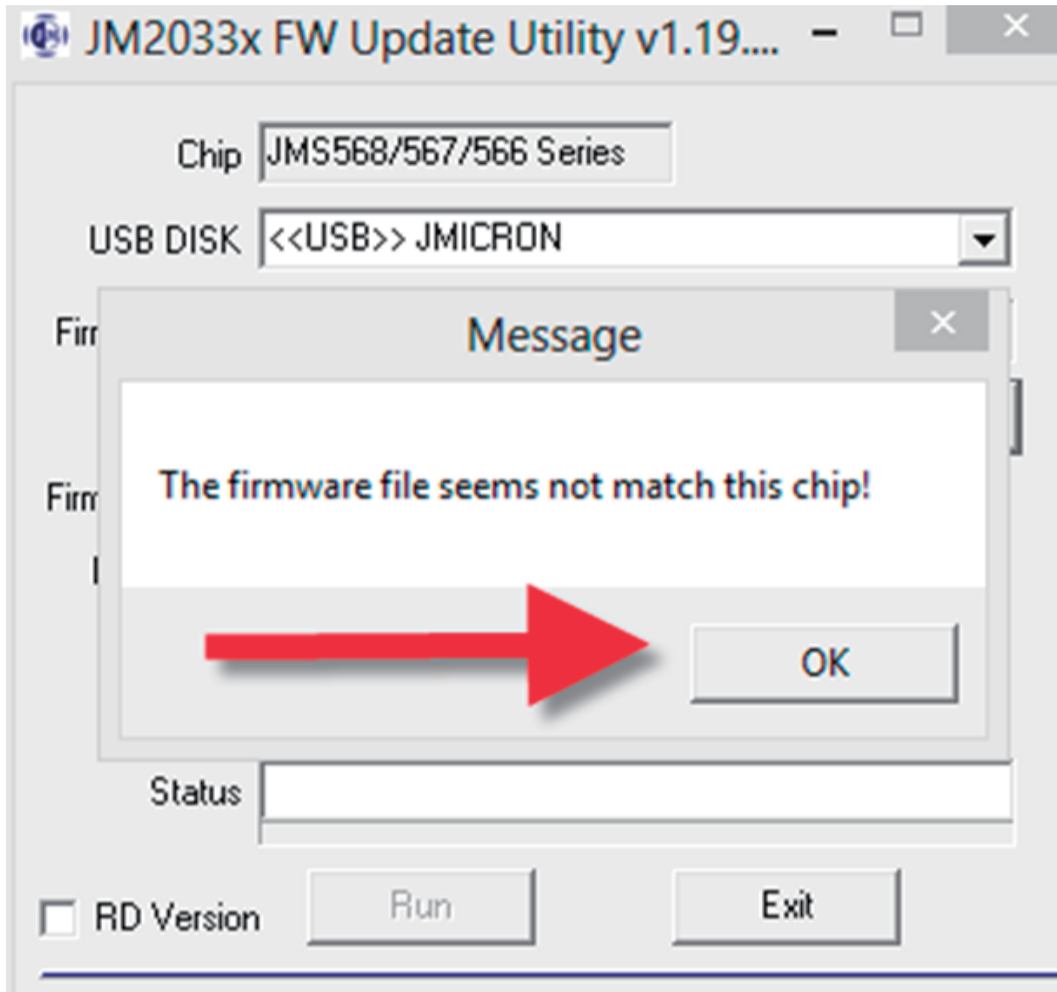 JM2033x FW Update Utility v1.19....
Chip JMS568/567/566 Series
USB DISK <<USB>> JMICRON
Message
The firmware file seems not match this chip!
OK
Status
RD Version Run Exit